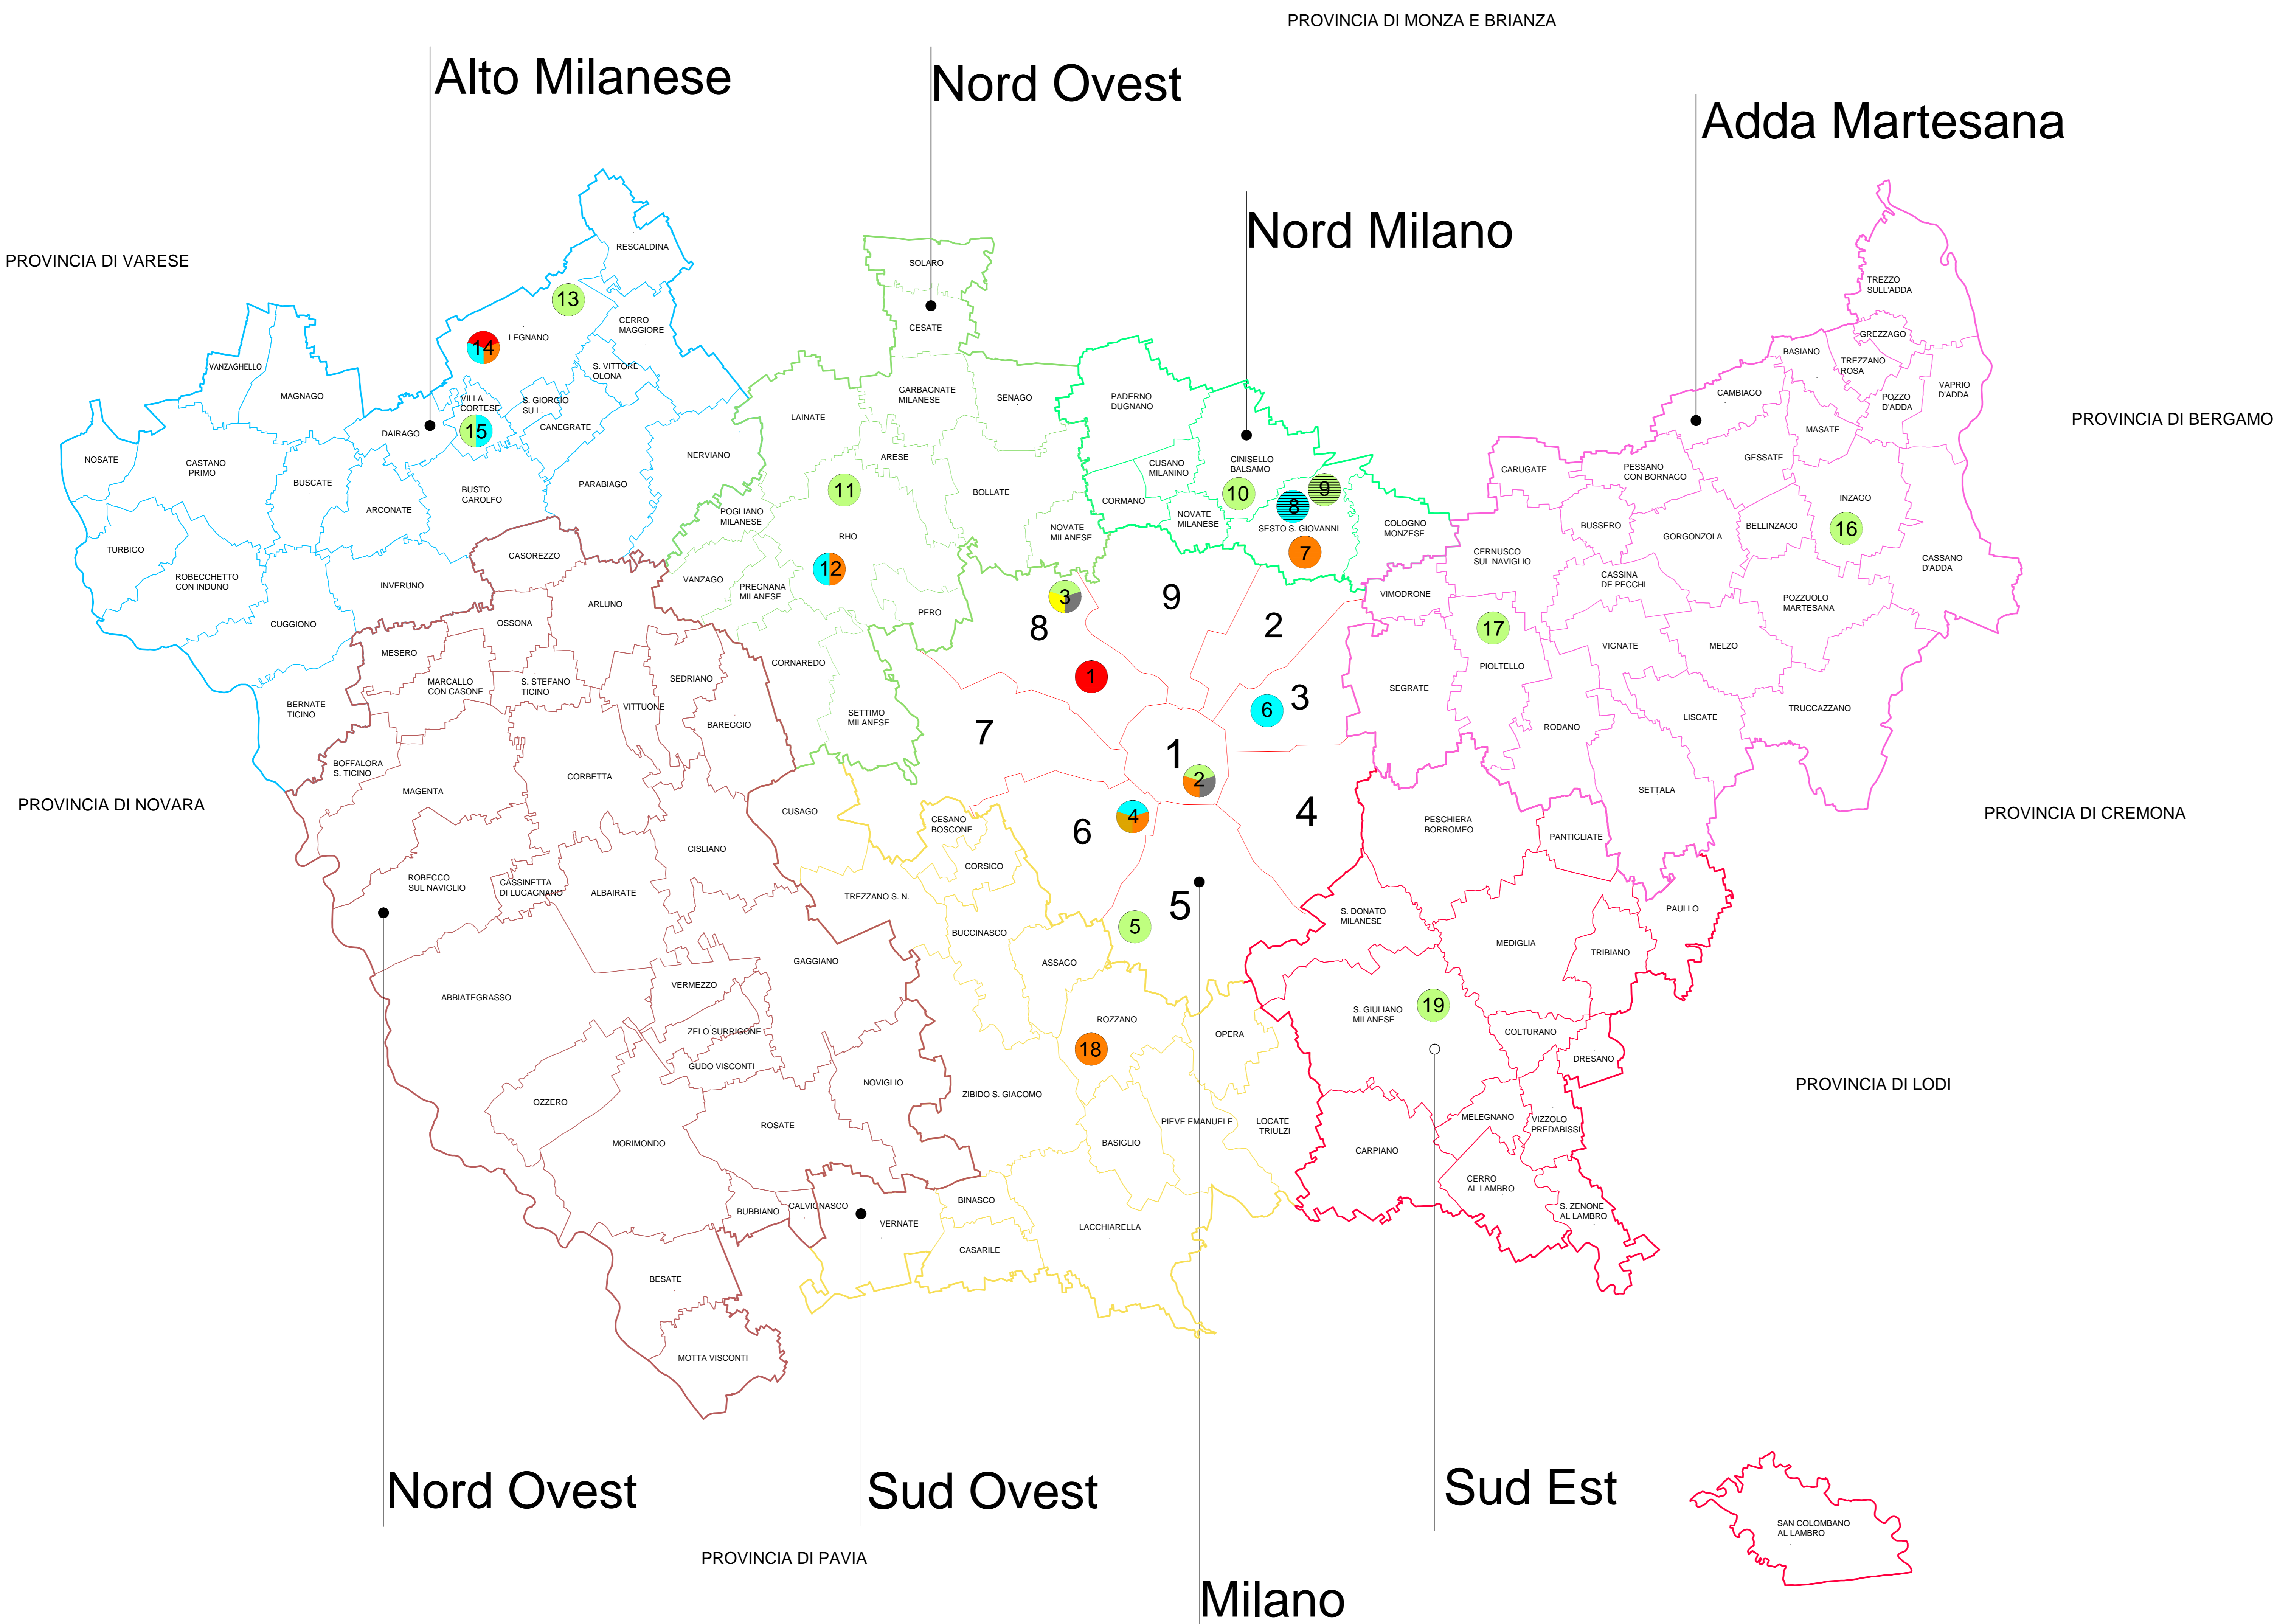 PROVINCIA DI MONZA E BRIANZA
Alto Milanese
Nord Ovest
Adda Martesana
Nord Milano
PROVINCIA DI VARESE
PROVINCIA DI BERGAMO
PROVINCIA DI NOVARA
PROVINCIA DI CREMONA
PROVINCIA DI LODI
RESCALDINA
13
CERRO
MAGGIORE
LEGNANO
14
S. VITTORE
OLONA
VANZAGHELLO
MAGNAGO
VILLA
CORTESE
S. GIORGIO
SU L.
CANEGRATE
DAIRAGO
15
NOSATE
CASTANO
PRIMO
BUSCATE
ARCONATE
BUSTO
GAROLFO
PARABIAGO
NERVIANO
TURBIGO
ROBECCHETTO
CON INDUNO
INVERUNO
CUGGIONO
BERNATE
TICINO
SOLARO
CESATE
GARBAGNATE
MILANESE
SENAGO
LAINATE
ARESE
11
BOLLATE
POGLIANO
MILANESE
RHO
NOVATE
MILANESE
12
VANZAGO
PREGNANA
MILANESE
PERO
CORNAREDO
SETTIMO
MILANESE
PADERNO
DUGNANO
CUSANO
MILANINO
CINISELLO
BALSAMO
10
9
8
CORMANO
NOVATE
MILANESE
SESTO S. GIOVANNI
7
COLOGNO
MONZESE
TREZZO
SULL'ADDA
GREZZAGO
BASIANO
TREZZANO
ROSA
CAMBIAGO
POZZO
D'ADDA
VAPRIO
D'ADDA
MASATE
GESSATE
CARUGATE
PESSANO
CON BORNAGO
INZAGO
16
BUSSERO
GORGONZOLA
BELLINZAGO
CERNUSCO
SUL NAVIGLIO
CASSINA
DE PECCHI
CASSANO
D'ADDA
VIMODRONE
POZZUOLO
MARTESANA
17
VIGNATE
MELZO
PIOLTELLO
SEGRATE
RODANO
LISCATE
TRUCCAZZANO
SETTALA
9
3
8
2
1
3
6
7
1
2
4
6
4
5
5
CASOREZZO
ARLUNO
OSSONA
MESERO
MARCALLO
CON CASONE
S. STEFANO
TICINO
SEDRIANO
VITTUONE
BAREGGIO
BOFFALORA
S. TICINO
MAGENTA
CORBETTA
CUSAGO
CISLIANO
ROBECCO
SUL NAVIGLIO
CASSINETTA
DI LUGAGNANO
ALBAIRATE
GAGGIANO
ABBIATEGRASSO
VERMEZZO
ZELO SURRIGONE
GUDO VISCONTI
NOVIGLIO
OZZERO
MORIMONDO
ROSATE
BUBBIANO
CALVIGNASCO
BESATE
MOTTA VISCONTI
CESANO
BOSCONE
CORSICO
TREZZANO S. N.
BUCCINASCO
ASSAGO
ROZZANO
OPERA
18
ZIBIDO S. GIACOMO
PIEVE EMANUELE
LOCATE
TRIULZI
BASIGLIO
BINASCO
VERNATE
LACCHIARELLA
CASARILE
PESCHIERA
BORROMEO
PANTIGLIATE
PAULLO
S. DONATO
MILANESE
MEDIGLIA
TRIBIANO
S. GIULIANO
MILANESE
19
COLTURANO
DRESANO
MELEGNANO
VIZZOLO
PREDABISSI
CARPIANO
CERRO
AL LAMBRO
S. ZENONE
AL LAMBRO
Nord Ovest
Sud Ovest
Sud Est
SAN COLOMBANO
AL LAMBRO
PROVINCIA DI PAVIA
Milano